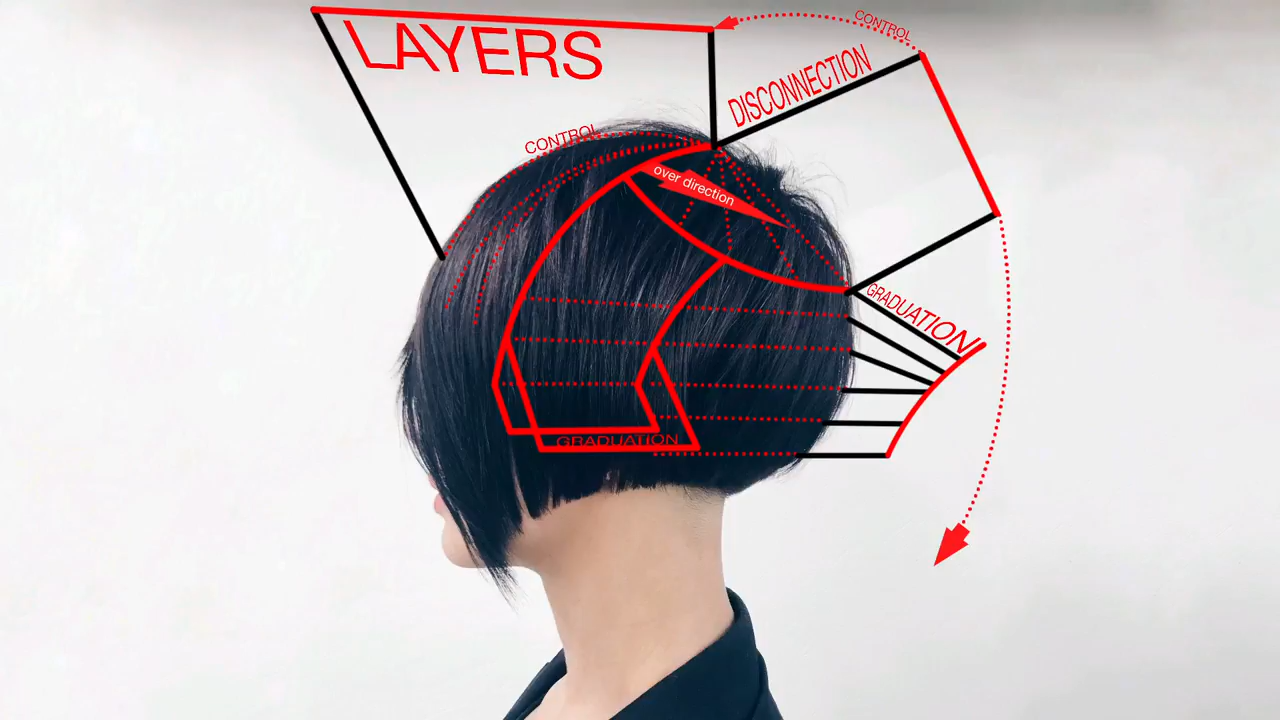 CONTROL
LAYERS
DISCONNECTION
CONTROL
over direction
GRADUATION
GRADUATION